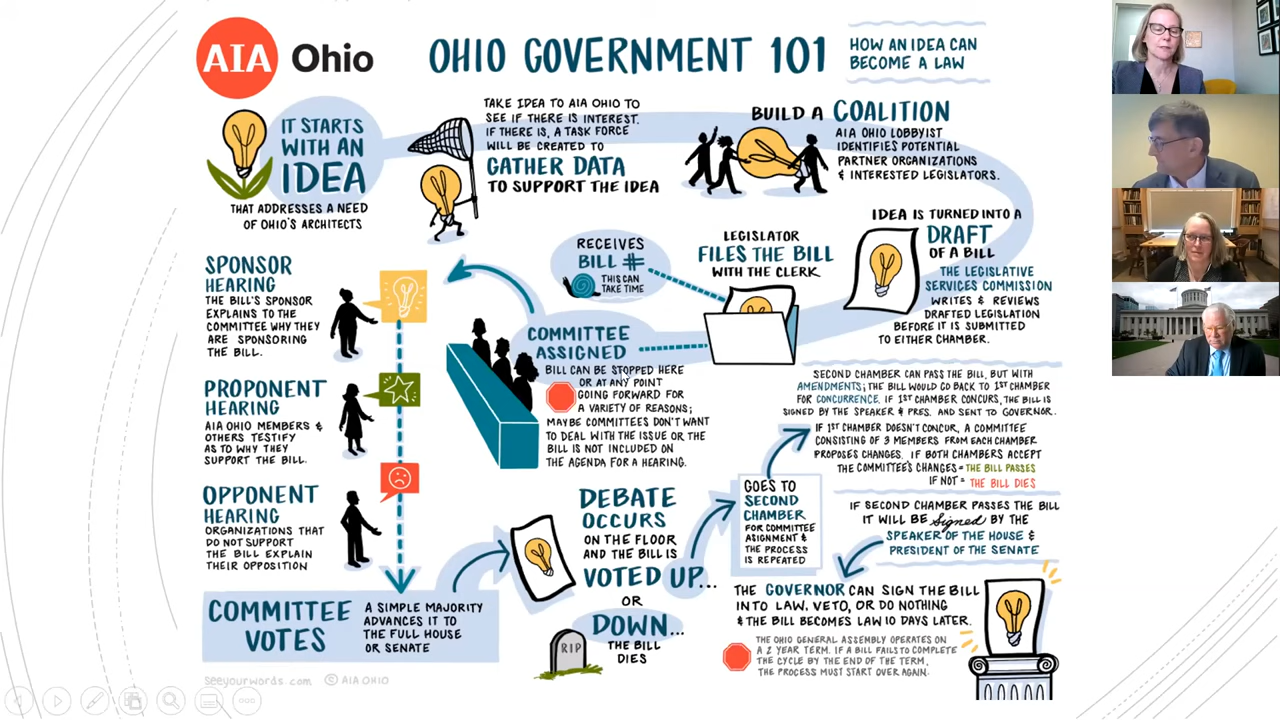 AIA Ohio
OHIO GOVERNMENT 101
HOW AN IDEA CAN
BECOME A LAW
IT STARTS
WITH AN
IDEA
THAT ADDRESSES A NEED
OF OHIO'S ARCHITECTS
TAKE IDEA TO AIA OHIO TO
SEE IF THERE IS INTEREST.
IF THERE IS, A TASK FORCE
WILL BE CREATED TO
GATHER DATA
TO SUPPORT THE IDEA
BUILD A COALITION
AIA OHIO LOBBYIST
IDENTIFIES POTENTIAL
PARTNER ORGANIZATIONS
& INTERESTED LEGISLATORS.
IDEA IS TURNED INTO A
DRAFT
OF A BILL
THE LEGISLATIVE
SERVICES COMMISSION
WRITES & REVIEWS
DRAFTED LEGISLATION
BEFORE IT IS SUBMITTED
TO EITHER CHAMBER.
LEGISLATOR
FILES THE BILL
WITH THE CLERK
RECEIVES
BILL #
THIS CAN
TAKE TIME
COMMITTEE
ASSIGNED
BILL CAN BE STOPPED HERE
OR AT ANY POINT
GOING FORWARD FOR
A VARIETY OF REASONS;
MAYBE COMMITTEES DON'T WANT
TO DEAL WITH THE ISSUE OR THE
BILL IS NOT INCLUDED ON
THE AGENDA FOR A HEARING.
SPONSOR
HEARING
THE BILL'S SPONSOR
EXPLAINS TO THE
COMMITTEE WHY THEY
ARE SPONSORING
THE BILL.
PROPONENT
HEARING
AIA OHIO MEMBERS &
OTHERS TESTIFY
AS TO WHY THEY
SUPPORT THE BILL.
OPPONENT
HEARING
ORGANIZATIONS THAT
DO NOT SUPPORT
THE BILL EXPLAIN
THEIR OPPOSITION
COMMITTEE
VOTES
A SIMPLE MAJORITY
ADVANCES IT TO
THE FULL HOUSE
OR SENATE
DEBATE
OCCURS
ON THE FLOOR
AND THE BILL IS
VOTED UP...
OR
DOWN...
THE BILL
DIES
RIP
GOES TO
SECOND
CHAMBER
FOR COMMITTEE
ASIGNMENT &
THE PROCESS
IS REPEATED
SECOND CHAMBER CAN PASS THE BILL, BUT WITH
AMENDMENTS; THE BILL WOULD GO BACK TO 1ST CHAMBER
FOR CONCURRENCE. IF 1ST CHAMBER CONCURS, THE BILL IS
SIGNED BY THE SPEAKER & PRES. AND SENT TO GOVERNOR.
IF 1ST CHAMBER DOESN'T CONCUR, A COMMITTEE
CONSISTING OF 3 MEMBERS FROM EACH CHAMBER
PROPOSES CHANGES. IF BOTH CHAMBERS ACCEPT
THE COMMITTEE'S CHANGES = THE BILL PASSES
IF NOT = THE BILL DIES
IF SECOND CHAMBER PASSES THE BILL
IT WILL BE Signed BY THE
SPEAKER OF THE HOUSE &
PRESIDENT OF THE SENATE
THE GOVERNOR CAN SIGN THE BILL
INTO LAW, VETO, OR DO NOTHING
& THE BILL BECOMES LAW 10 DAYS LATER.
THE OHIO GENERAL ASSEMBLY OPERATES ON
A 2 YEAR TERM. IF A BILL FAILS TO COMPLETE
THE CYCLE BY THE END OF THE TERM,
THE PROCESS MUST START OVER AGAIN.
seeyourwords.com © AIA OHIO